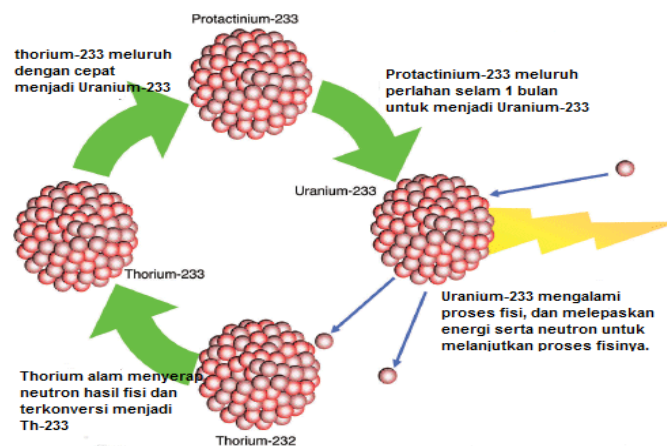 Protactinium-233
thorium-233 meluruh
dengan cepat
menjadi Uranium-233
Protactinium-233 meluruh
perlahan selam 1 bulan
untuk menjadi Uranium-233
Uranium-233
Thorium-233
Uranium-233 mengalami
proses fisi, dan melepaskan
energi serta neutron untuk
melanjutkan proses fisinya.
Thorium alam menyerap
neutron hasil fisi dan
terkonversi menjadi
Th-233
Thorium-232